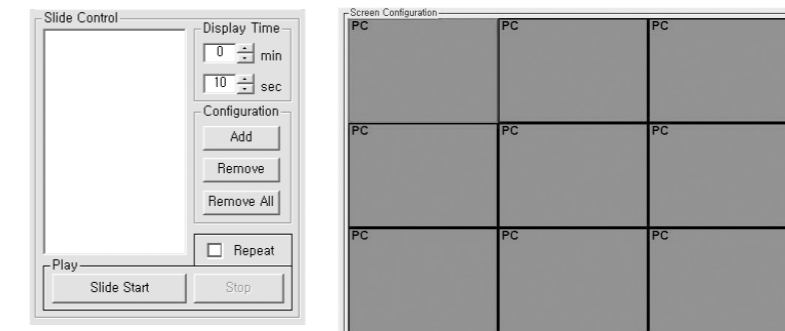 Slide Control
Display Time
0 min
10 sec
Configuration
Add
Remove
Remove All
Repeat
Play
Slide Start
Stop
Screen Configuration
PC PC PC
PC PC PC
PC PC PC